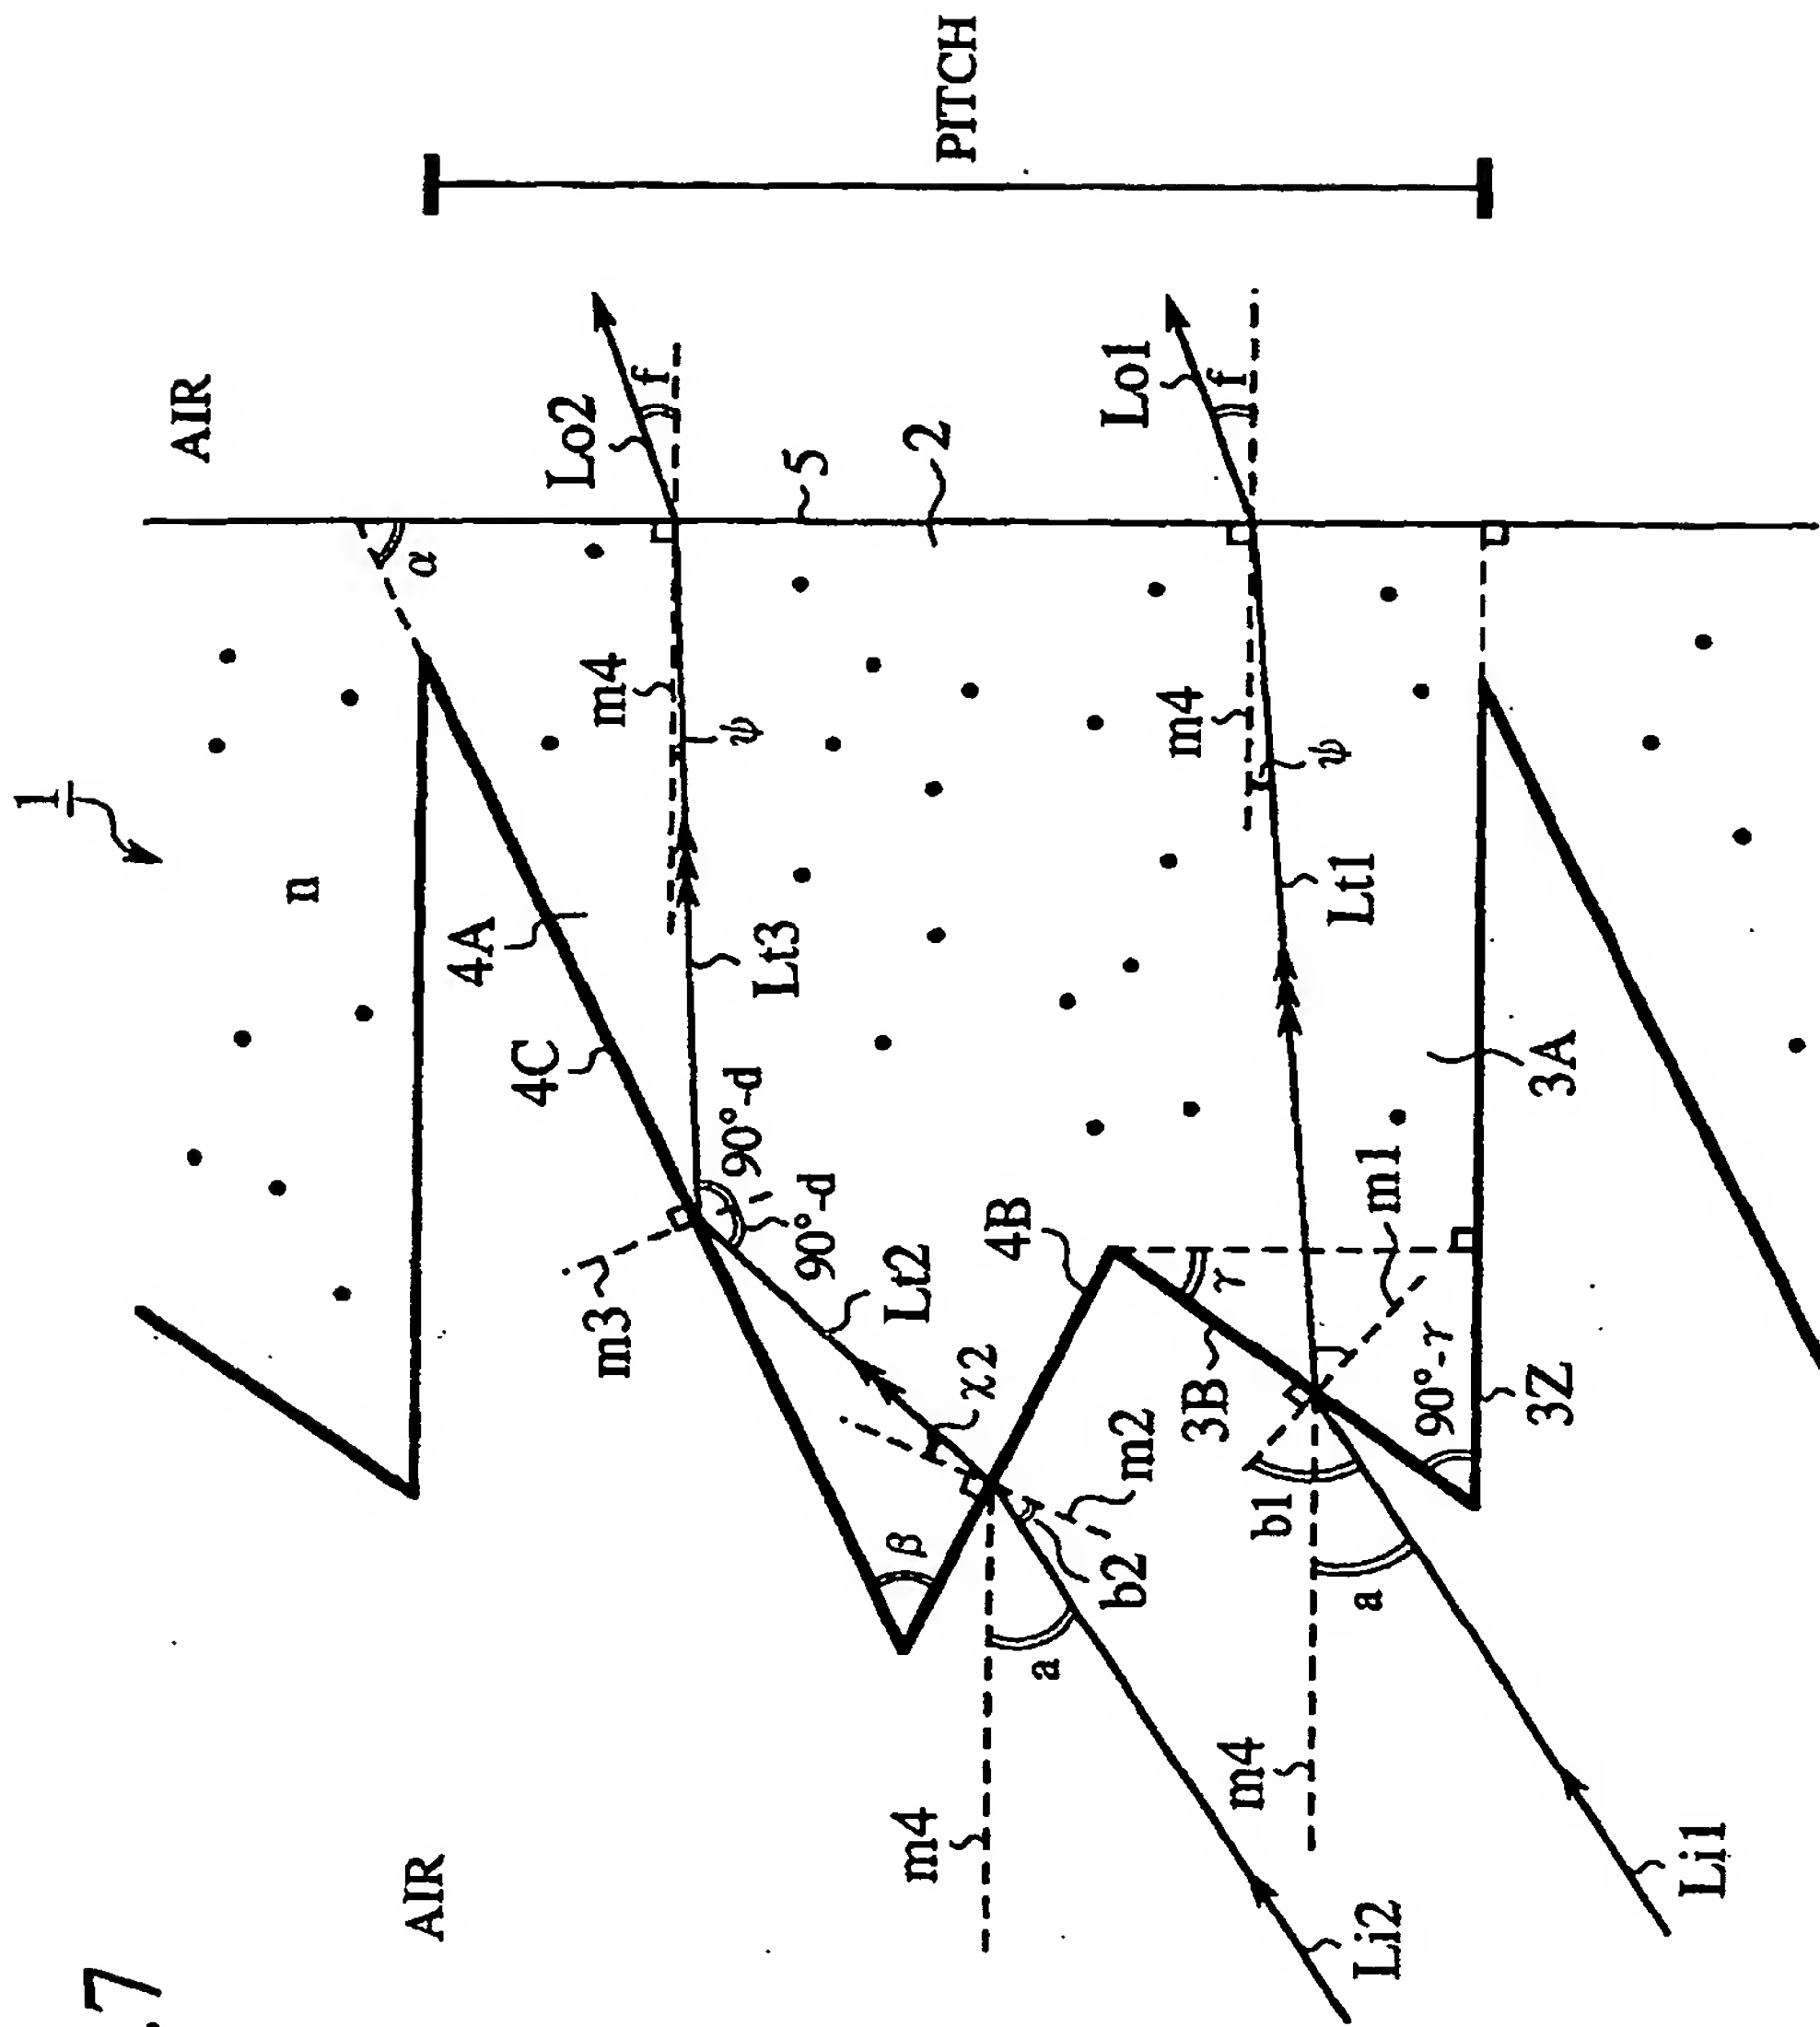 .7
1
AIR
AIR
PITCH
n
α
4A
4C
Lo2
f
5
2
m4
ψ
Lt3
90°-d
90°-d
m3
Lt2
χ2
β
4B
Lo1
f
m4
ψ
Lt1
3A
m1
γ
3B
90°-γ
3Z
m2
b2
b1
a
a
m4
m4
Li2
Li1